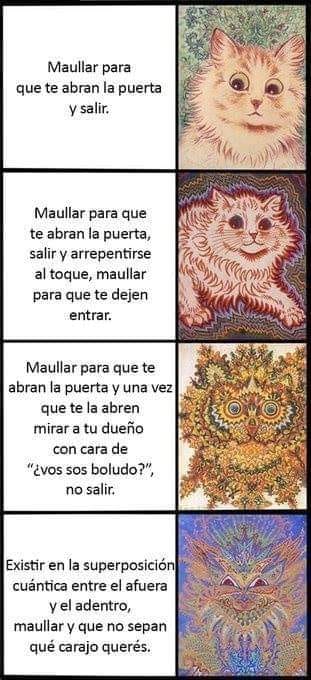 Maullar para
que te abran la puerta
y salir.
Maullar para que
te abran la puerta,
salir y arrepentirse
al toque, maullar
para que te dejen
entrar.
Maullar para que te
abran la puerta y una vez
que te la abren
mirar a tu dueño
con cara de
“¿vos sos boludo?”,
no salir.
Existir en la superposición
cuántica entre el afuera
y el adentro,
maullar y que no sepan
qué carajo querés.